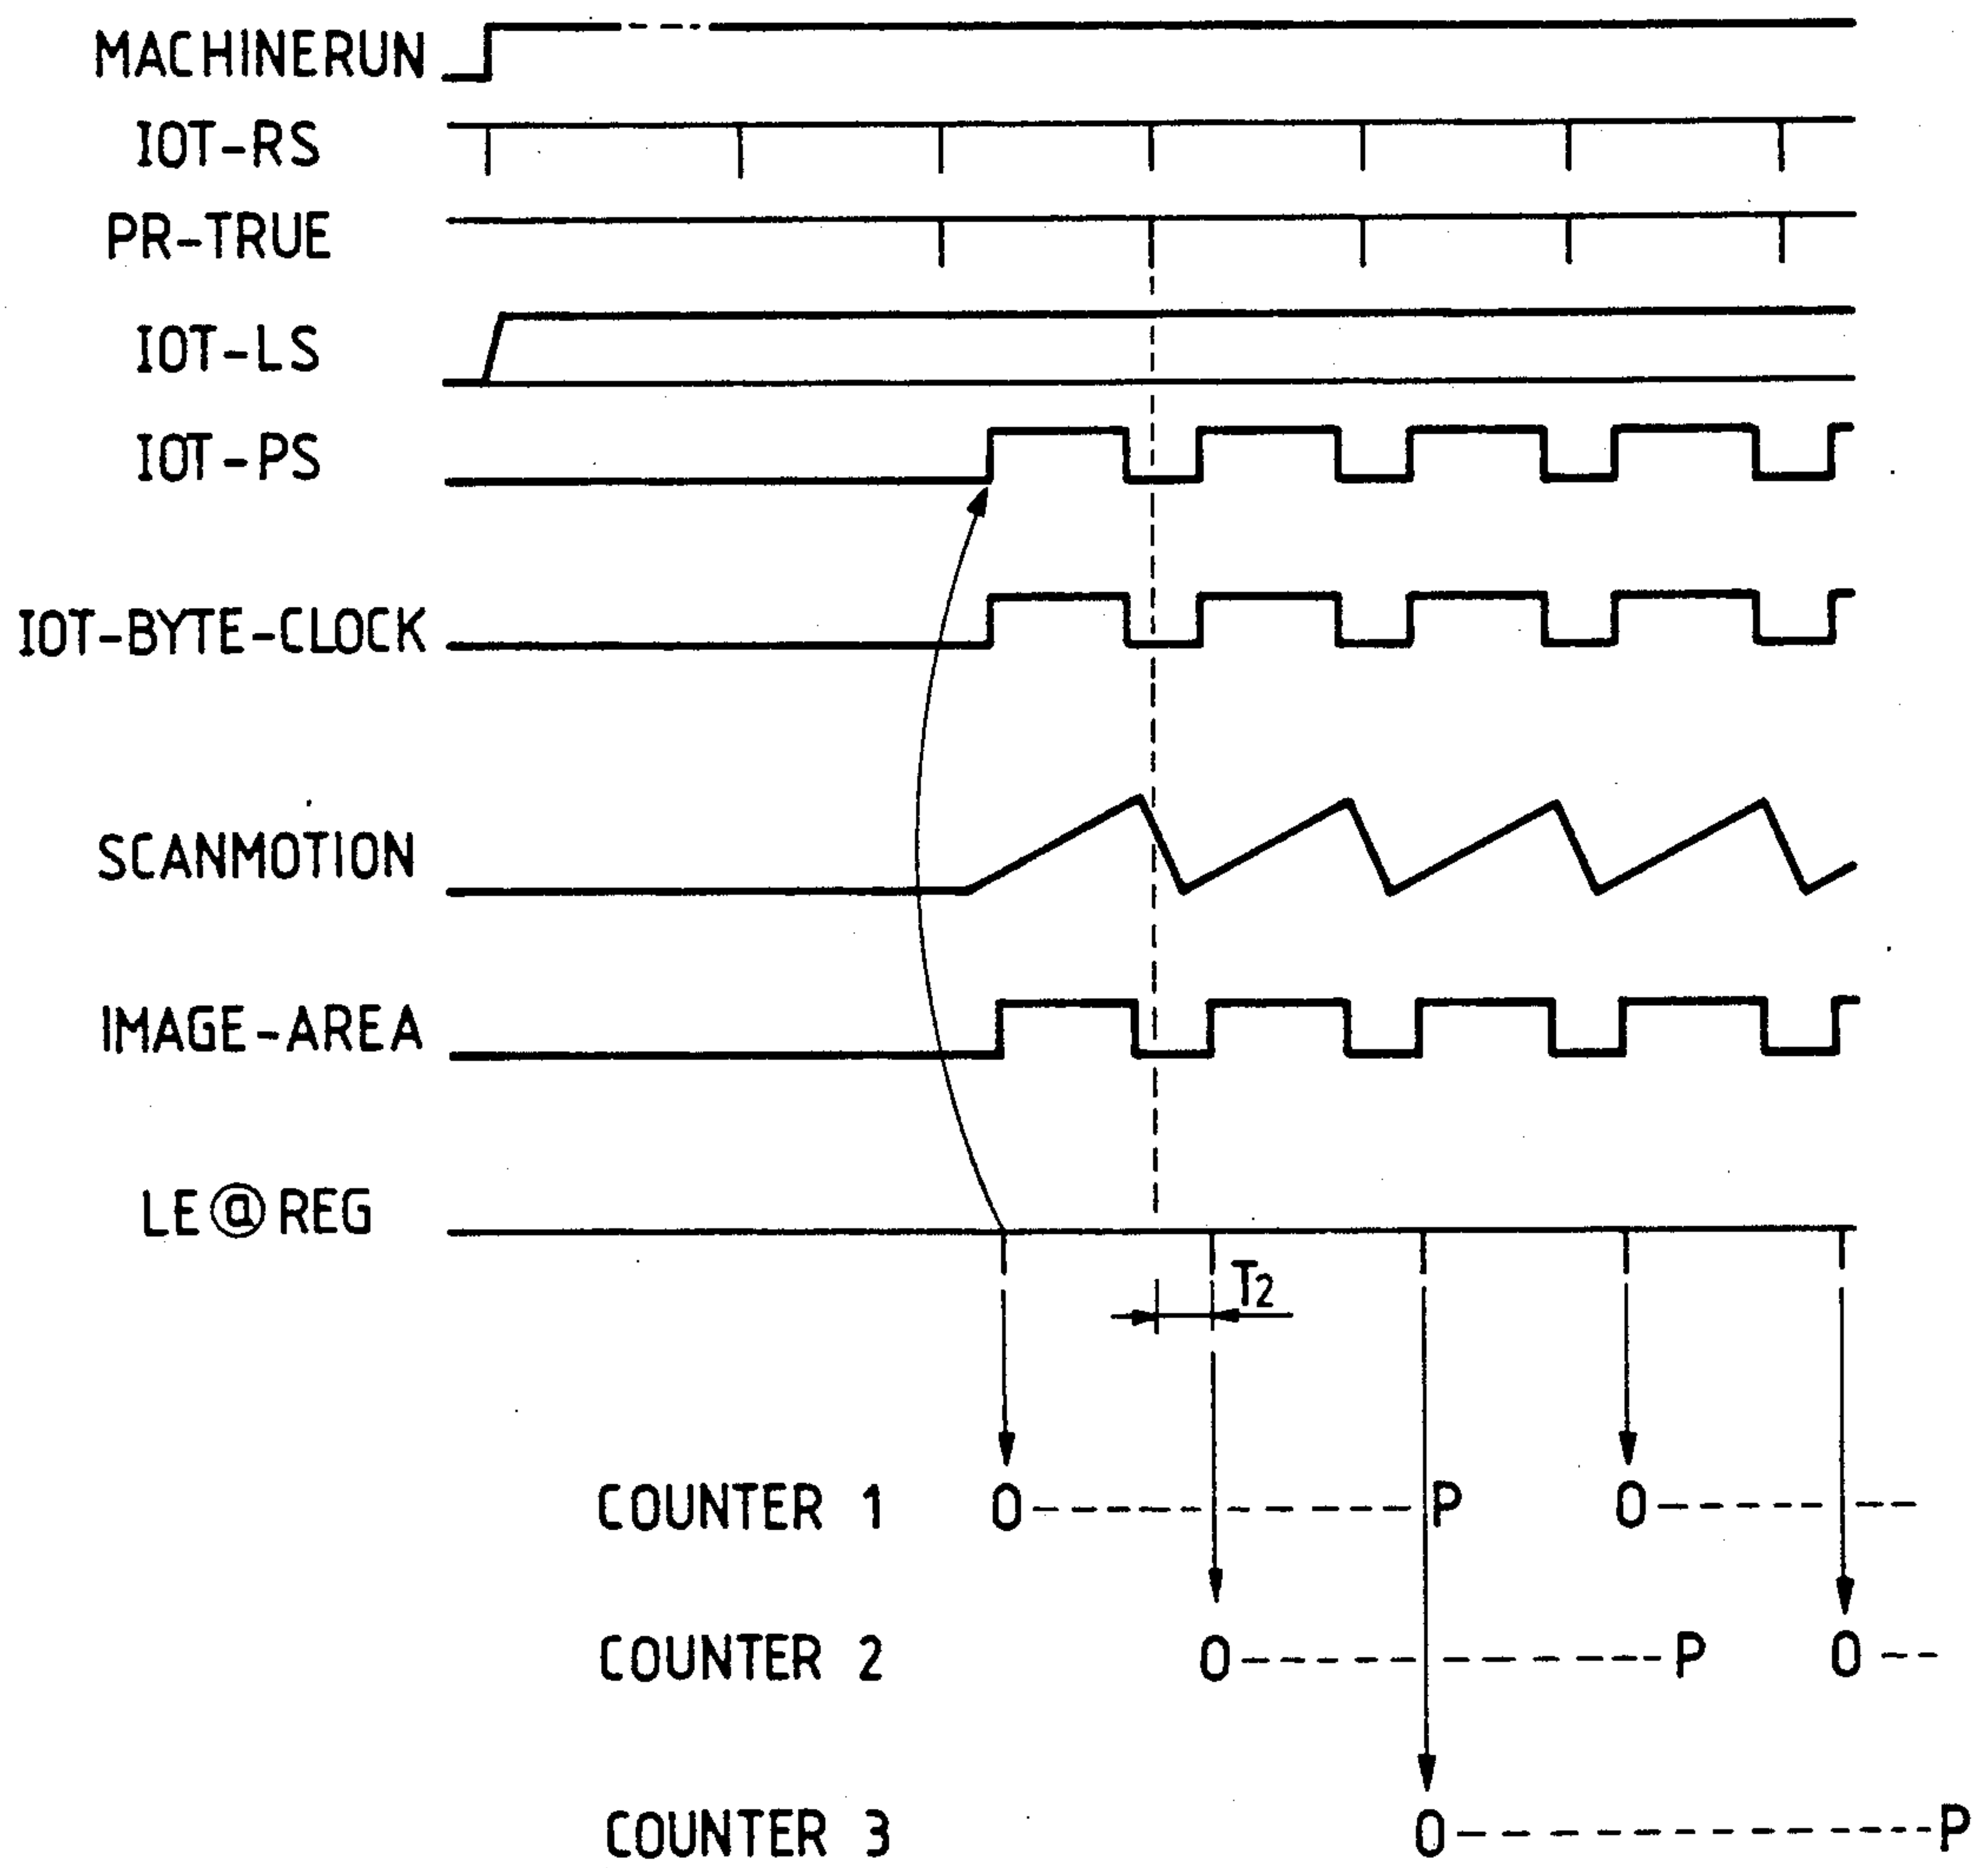 MACHINERUN
IOT-RS
PR-TRUE
IOT-LS
IOT-PS
IOT-BYTE-CLOCK
SCANMOTION
IMAGE-AREA
LE@REG
T2
COUNTER 1 0 P 0
COUNTER 2 0 P 0
COUNTER 3 0 P